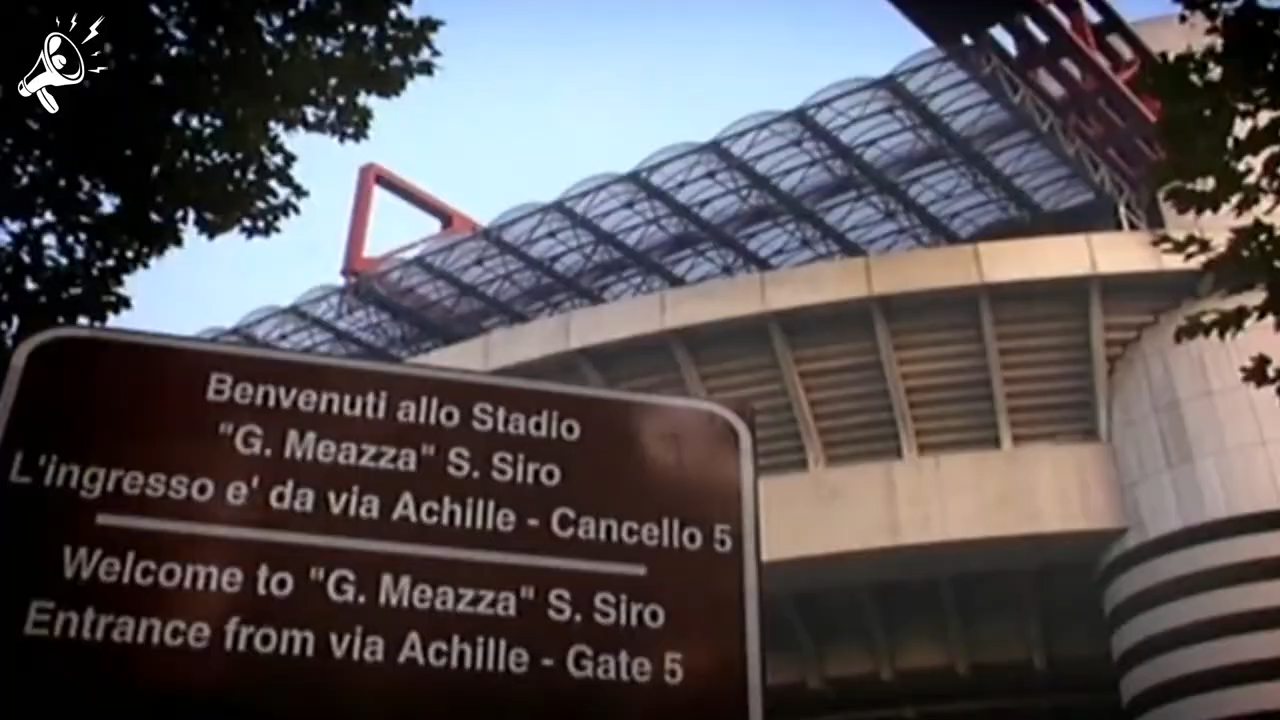 Benvenuti allo Stadio
"G. Meazza" S. Siro
L'ingresso e' da via Achille - Cancello 5
Welcome to "G. Meazza" S. Siro
Entrance from via Achille - Gate 5